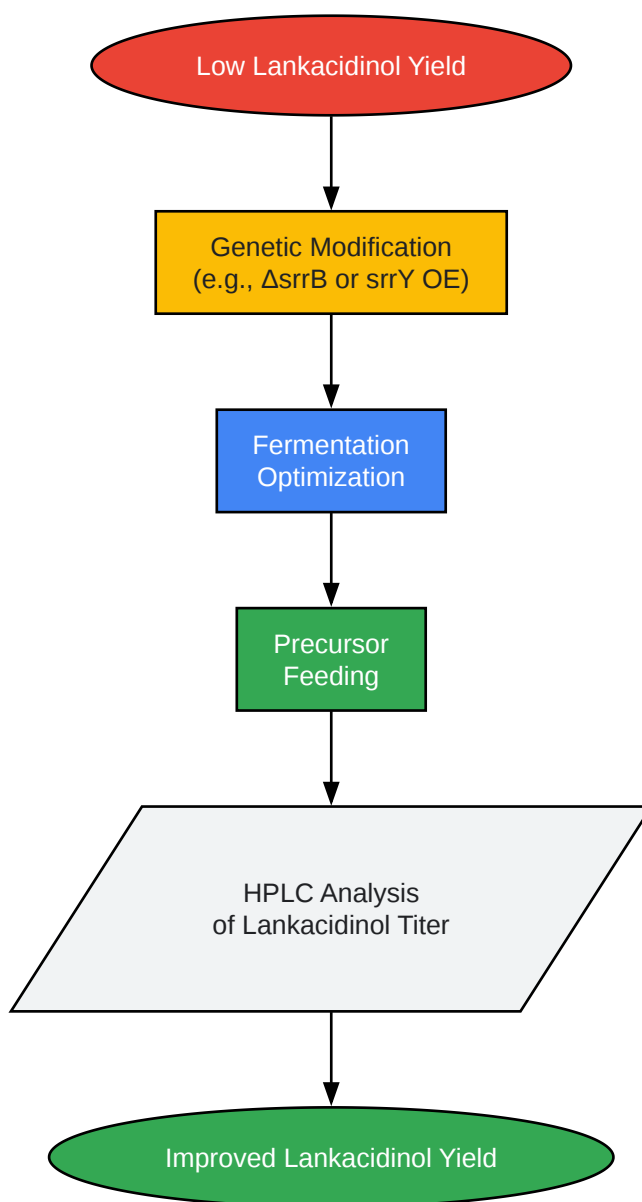 Low Lankacidinol Yield
Genetic Modification
(e.g., ΔsrrB or srrY OE)
Fermentation
Optimization
Precursor
Feeding
HPLC Analysis
of Lankacidinol Titer
Improved Lankacidinol Yield